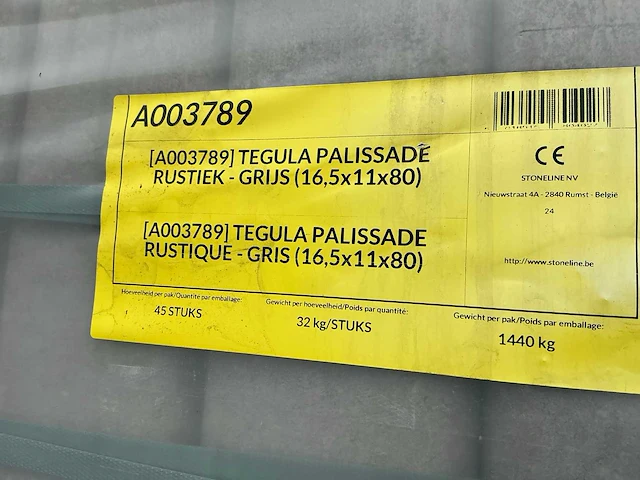 A003789
[A003789] TEGULA PALISSADE
RUSTIEK - GRIJS (16,5x11x80)
[A003789] TEGULA PALISSADE
RUSTIQUE - GRIS (16,5x11x80)
CE
STONELINE NV
Nieuwstraat 4A - 2840 Rumst - België
24
http://www.stoneline.be
Hoeveelheid per pak/Quantité par emballage:
45 STUKS
Gewicht per hoeveelheid/Poids par quantité:
32 kg/STUKS
Gewicht per pak/Poids par emballage:
1440 kg